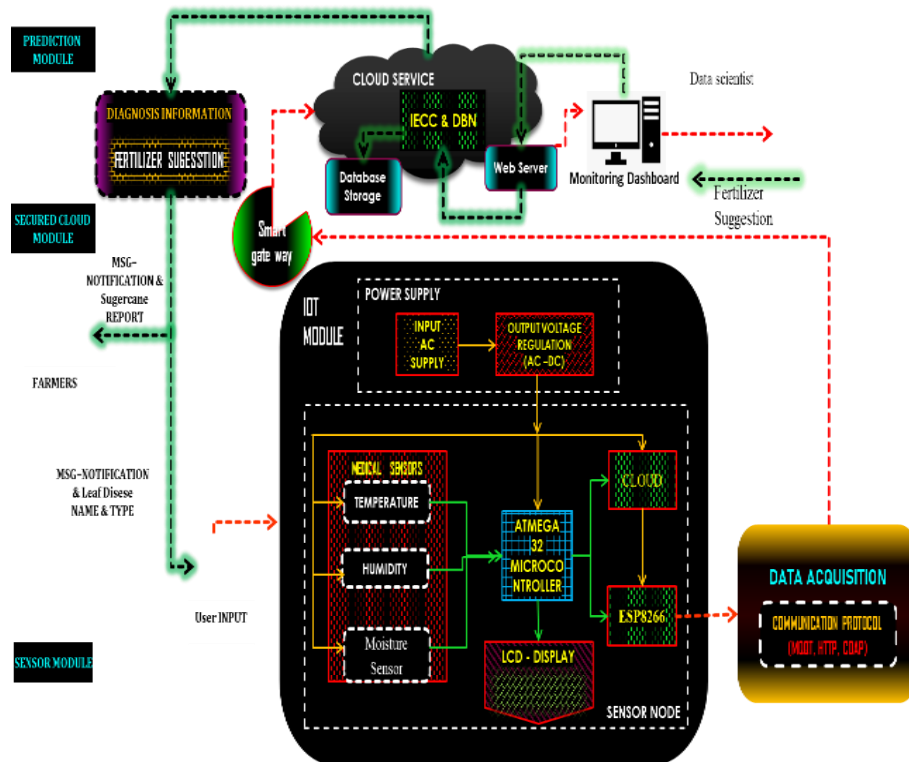 PREDICTION
MODULE
DIAGNOSIS INFORMATION
FERTILIZER SUGESSTION
CLOUD SERVICE
IECC & DBN
Database
Storage
Web Server
Monitoring Dashboard
Data scientist
Fertilizer
Suggestion
SECURED CLOUD
MODULE
Smart
gate way
MSG-
NOTIFICATION &
Sugercane
REPORT
FARMERS
MSG-NOTIFICATION
& Leaf Disese
NAME & TYPE
User INPUT
SENSOR MODULE
IOT
MODULE
POWER SUPPLY
INPUT
AC
SUPPLY
OUTPUT VOLTAGE
REGULATION
(AC -DC)
MEDICAL SENSORS
TEMPERATURE
HUMIDITY
Moisture
Sensor
ATMEGA
32
MICROCO
NTROLLER
CLOUD
ESP8266
LCD - DISPLAY
SENSOR NODE
DATA ACQUISITION
COMMUNICATION PROTOCOL
(MQDT, HTTP, COAP)